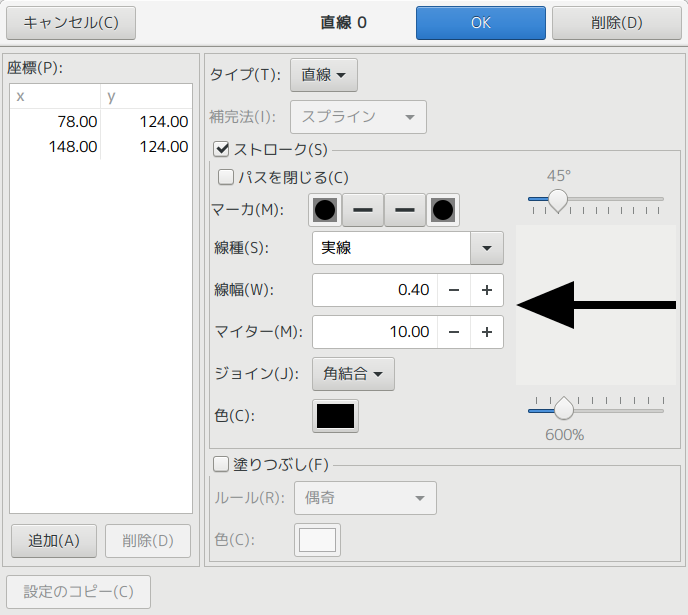 キャンセル(C)
直線 0
OK
削除(D)
座標(P):
x y
78.00 124.00
148.00 124.00
追加(A)
削除(D)
設定のコピー(C)
タイプ(T): 直線
補完法(I): スプライン
ストローク(S)
パスを閉じる(C)
マーカ(M):
線種(S): 実線
線幅(W): 0.40 − +
マイター(M): 10.00 − +
ジョイン(J): 角結合
色(C):
45°
600%
塗りつぶし(F)
ルール(R): 偶奇
色(C):